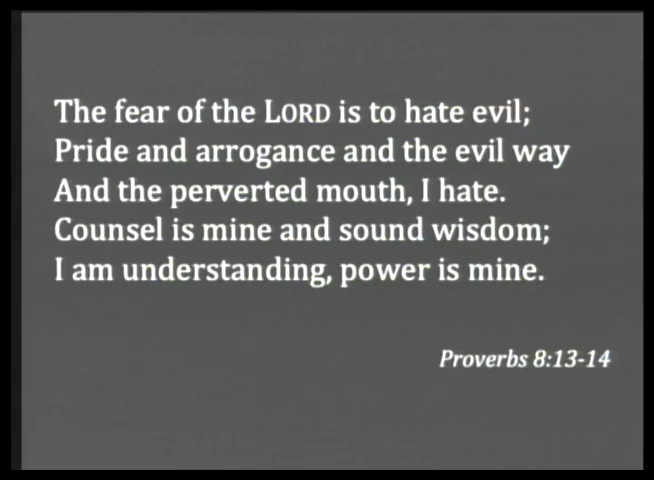 The fear of the LORD is to hate evil;
Pride and arrogance and the evil way
And the perverted mouth, I hate.
Counsel is mine and sound wisdom;
I am understanding, power is mine.
Proverbs 8:13-14